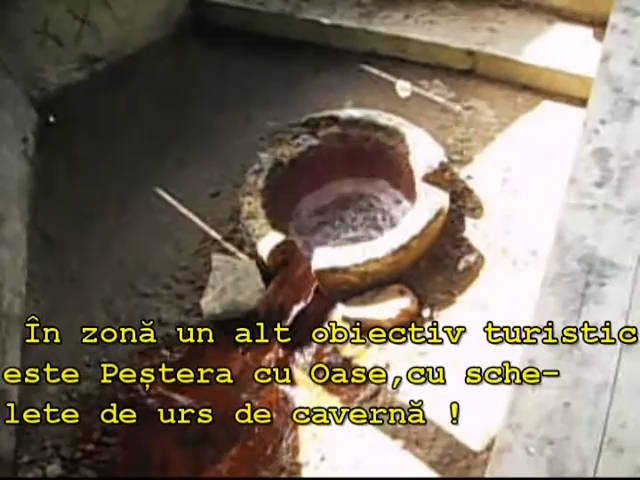 În zonă un alt obiectiv turistic
este Peștera cu Oase,cu sche-
lete de urs de cavernă !